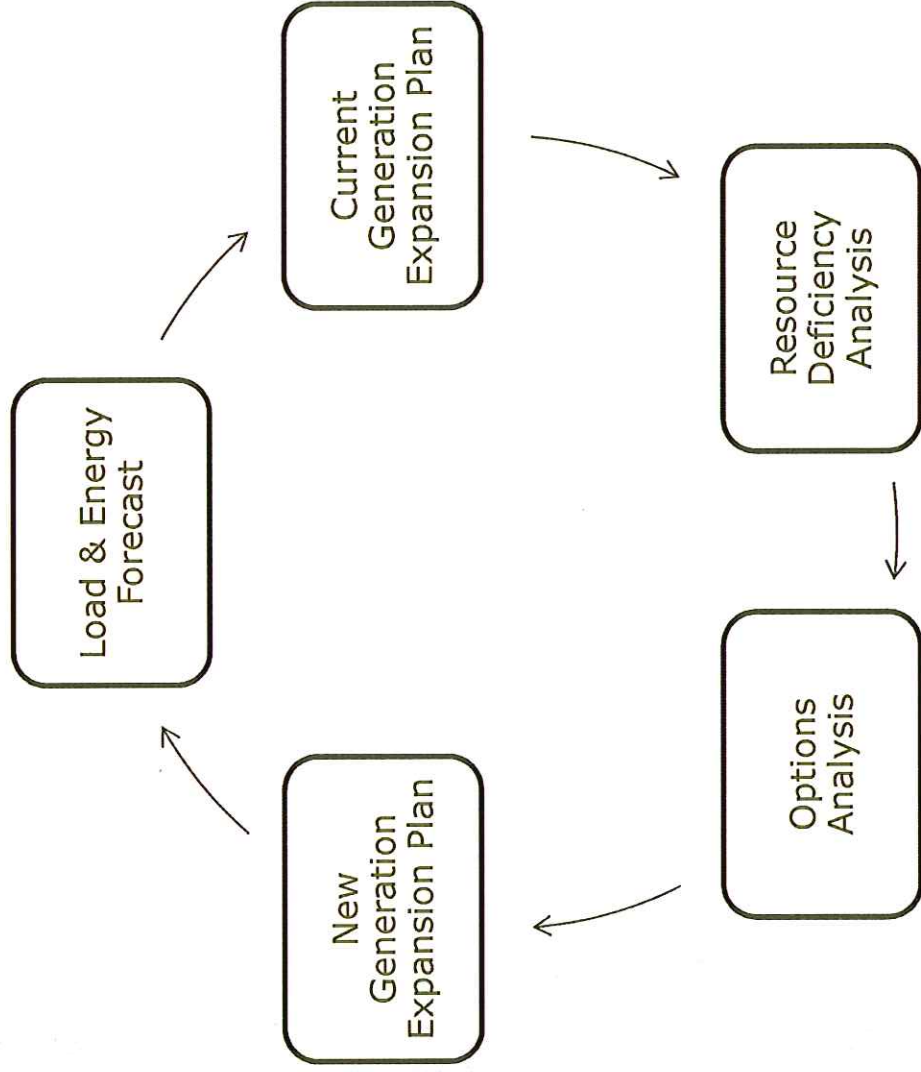 Load & Energy
Forecast
Current
Generation
Expansion Plan
Resource
Deficiency
Analysis
Options
Analysis
New
Generation
Expansion Plan